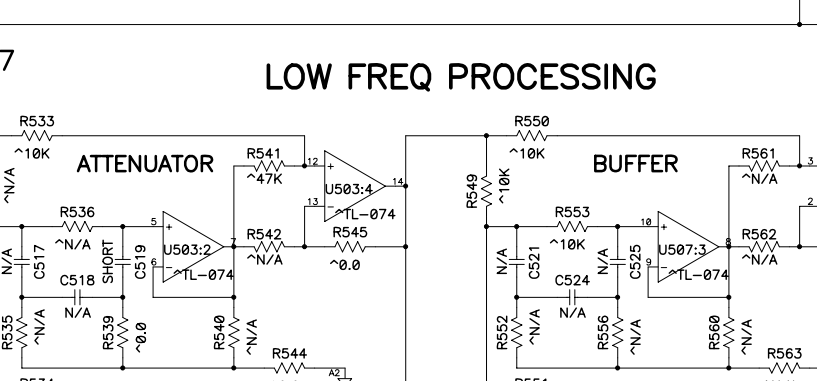 7
LOW FREQ PROCESSING
R533
^10K
ATTENUATOR
R541
^47K
12
+
14
U503:4
13
−
^TL-074
R550
^10K
BUFFER
R561
^N/A
3
2
^N/A
R549
^10K
R536
^N/A
5
+
7
U503:2
6
−
^TL-074
R542
^N/A
R545
^0.0
R553
^10K
10
+
8
U507:3
9
−
^TL-074
R562
^N/A
N/A
C517
SHORT
C519
C518
N/A
N/A
C521
C525
N/A
C524
N/A
R535
^N/A
R539
^0.0
R540
^N/A
R552
^N/A
R556
^N/A
R560
^N/A
R544
A2
R563